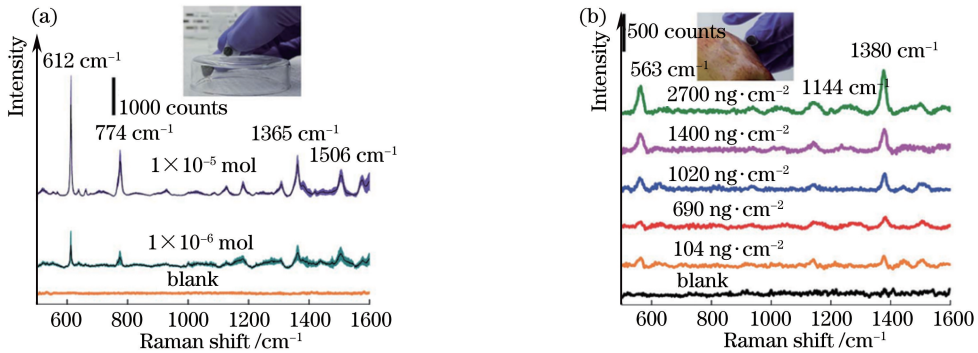 (a)
Intensity
612 cm⁻¹
1000 counts
774 cm⁻¹
1365 cm⁻¹
1506 cm⁻¹
1×10⁻⁵ mol
1×10⁻⁶ mol
blank
600 800 1000 1200 1400 1600
Raman shift /cm⁻¹
(b)
Intensity
500 counts
563 cm⁻¹
1380 cm⁻¹
1144 cm⁻¹
2700 ng·cm⁻²
1400 ng·cm⁻²
1020 ng·cm⁻²
690 ng·cm⁻²
104 ng·cm⁻²
blank
600 800 1000 1200 1400 1600
Raman shift /cm⁻¹